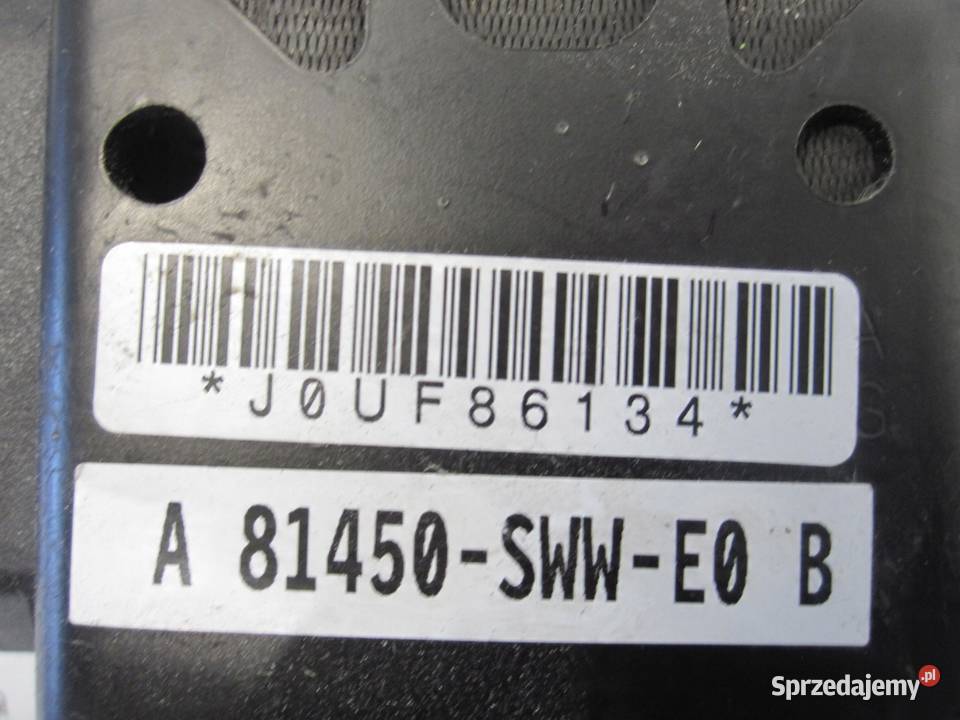 *J0UF86134*
A 81450-SWW-E0 B
A
G
Sprzedajemy.pl